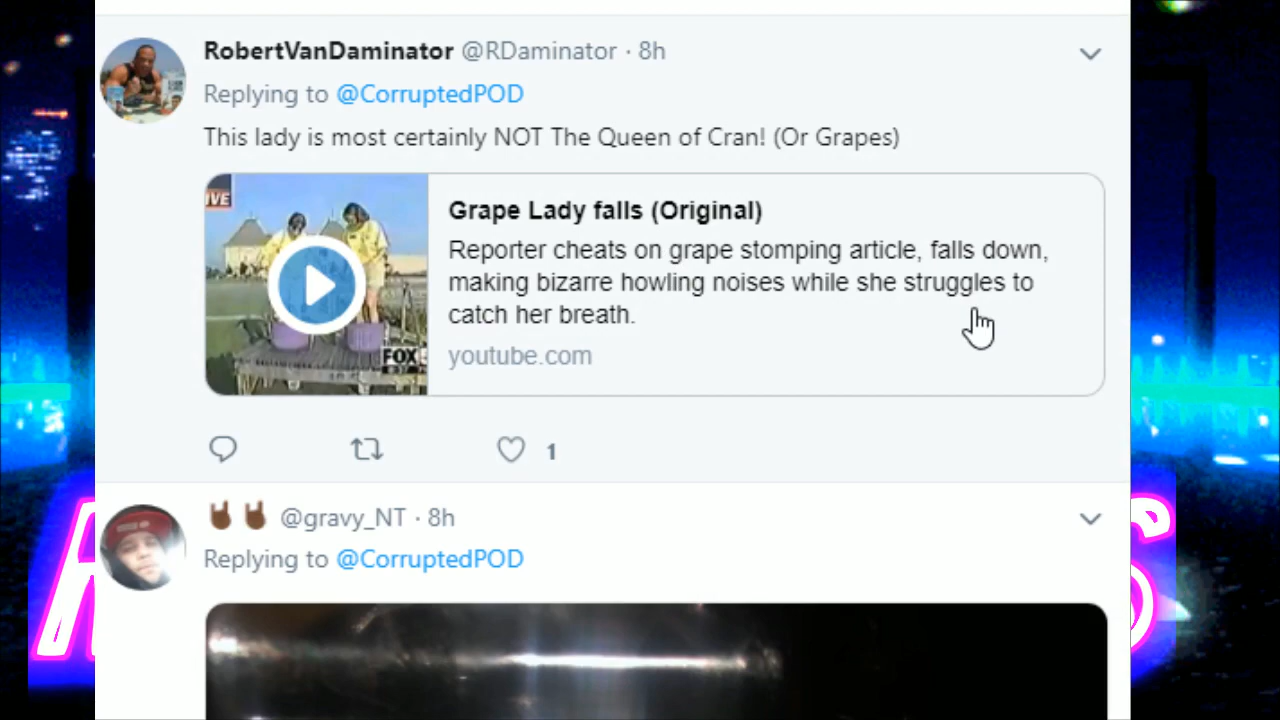 RobertVanDaminator @RDaminator · 8h
Replying to @CorruptedPOD
This lady is most certainly NOT The Queen of Cran! (Or Grapes)
IVE
Grape Lady falls (Original)
Reporter cheats on grape stomping article, falls down,
making bizarre howling noises while she struggles to
catch her breath.
FOX
youtube.com
1
@gravy_NT · 8h
Replying to @CorruptedPOD